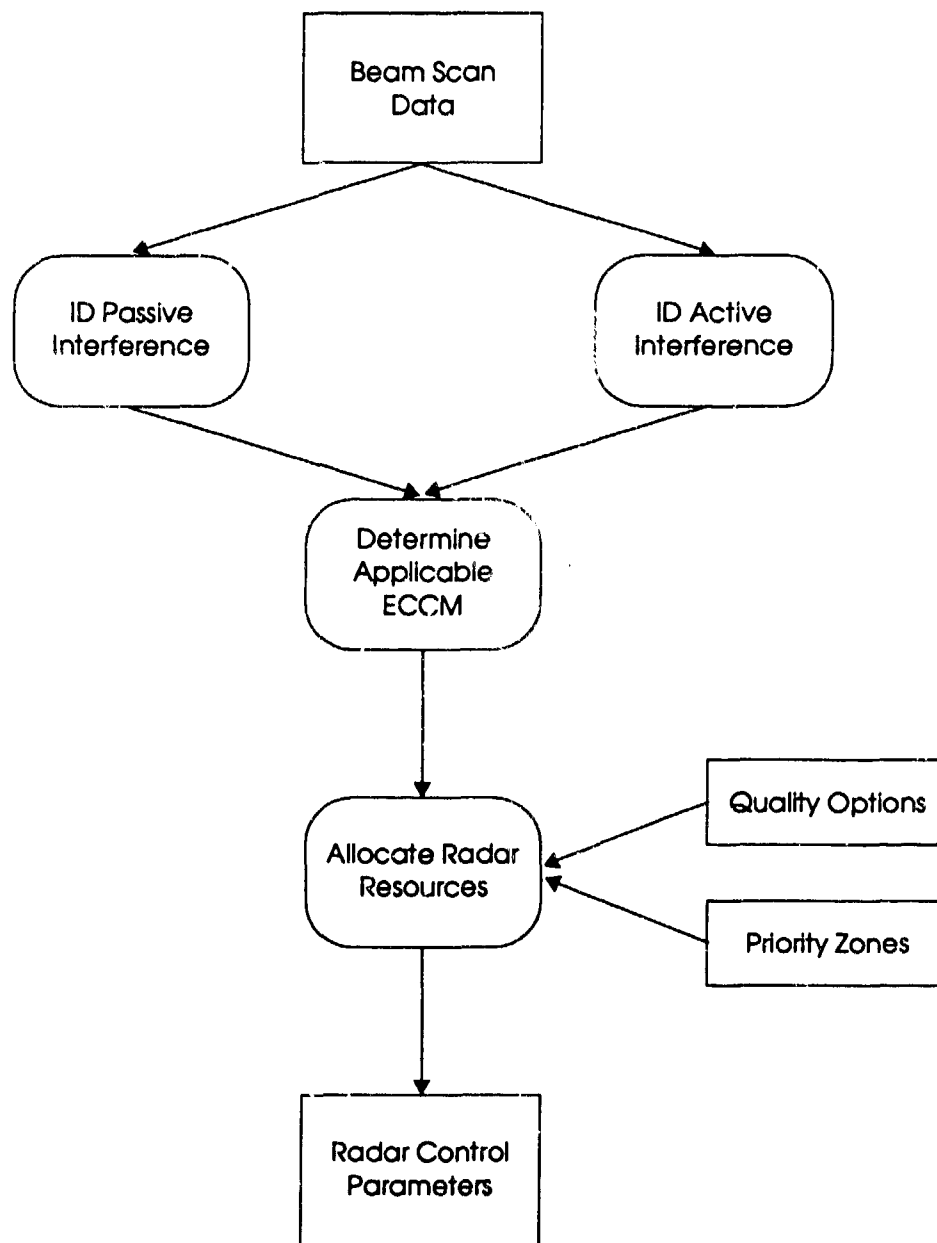 Beam Scan
Data
ID Passive
Interference
ID Active
Interference
Determine
Applicable
ECCM
Allocate Radar
Resources
Quality Options
Priority Zones
Radar Control
Parameters